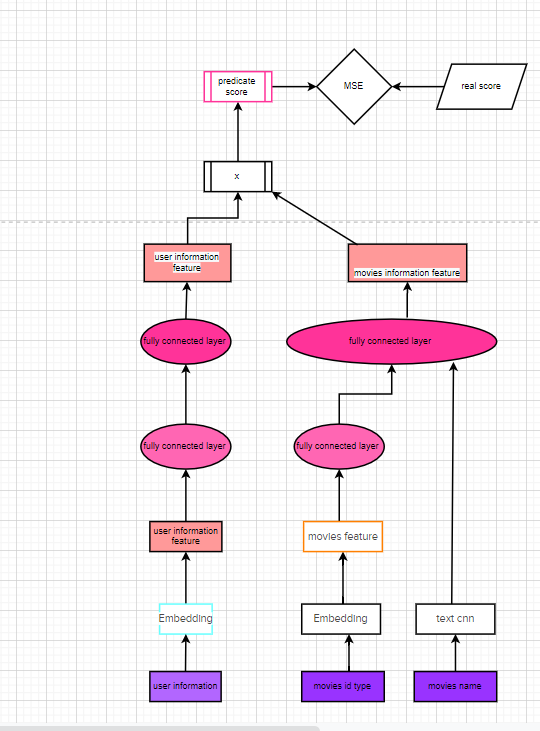 predicate
score
MSE
real score
x
user information
feature
movies information feature
fully connected layer
fully connected layer
fully connected layer
fully connected layer
user information
feature
movies feature
Embedding
Embedding
text cnn
user information
movies id type
movies name